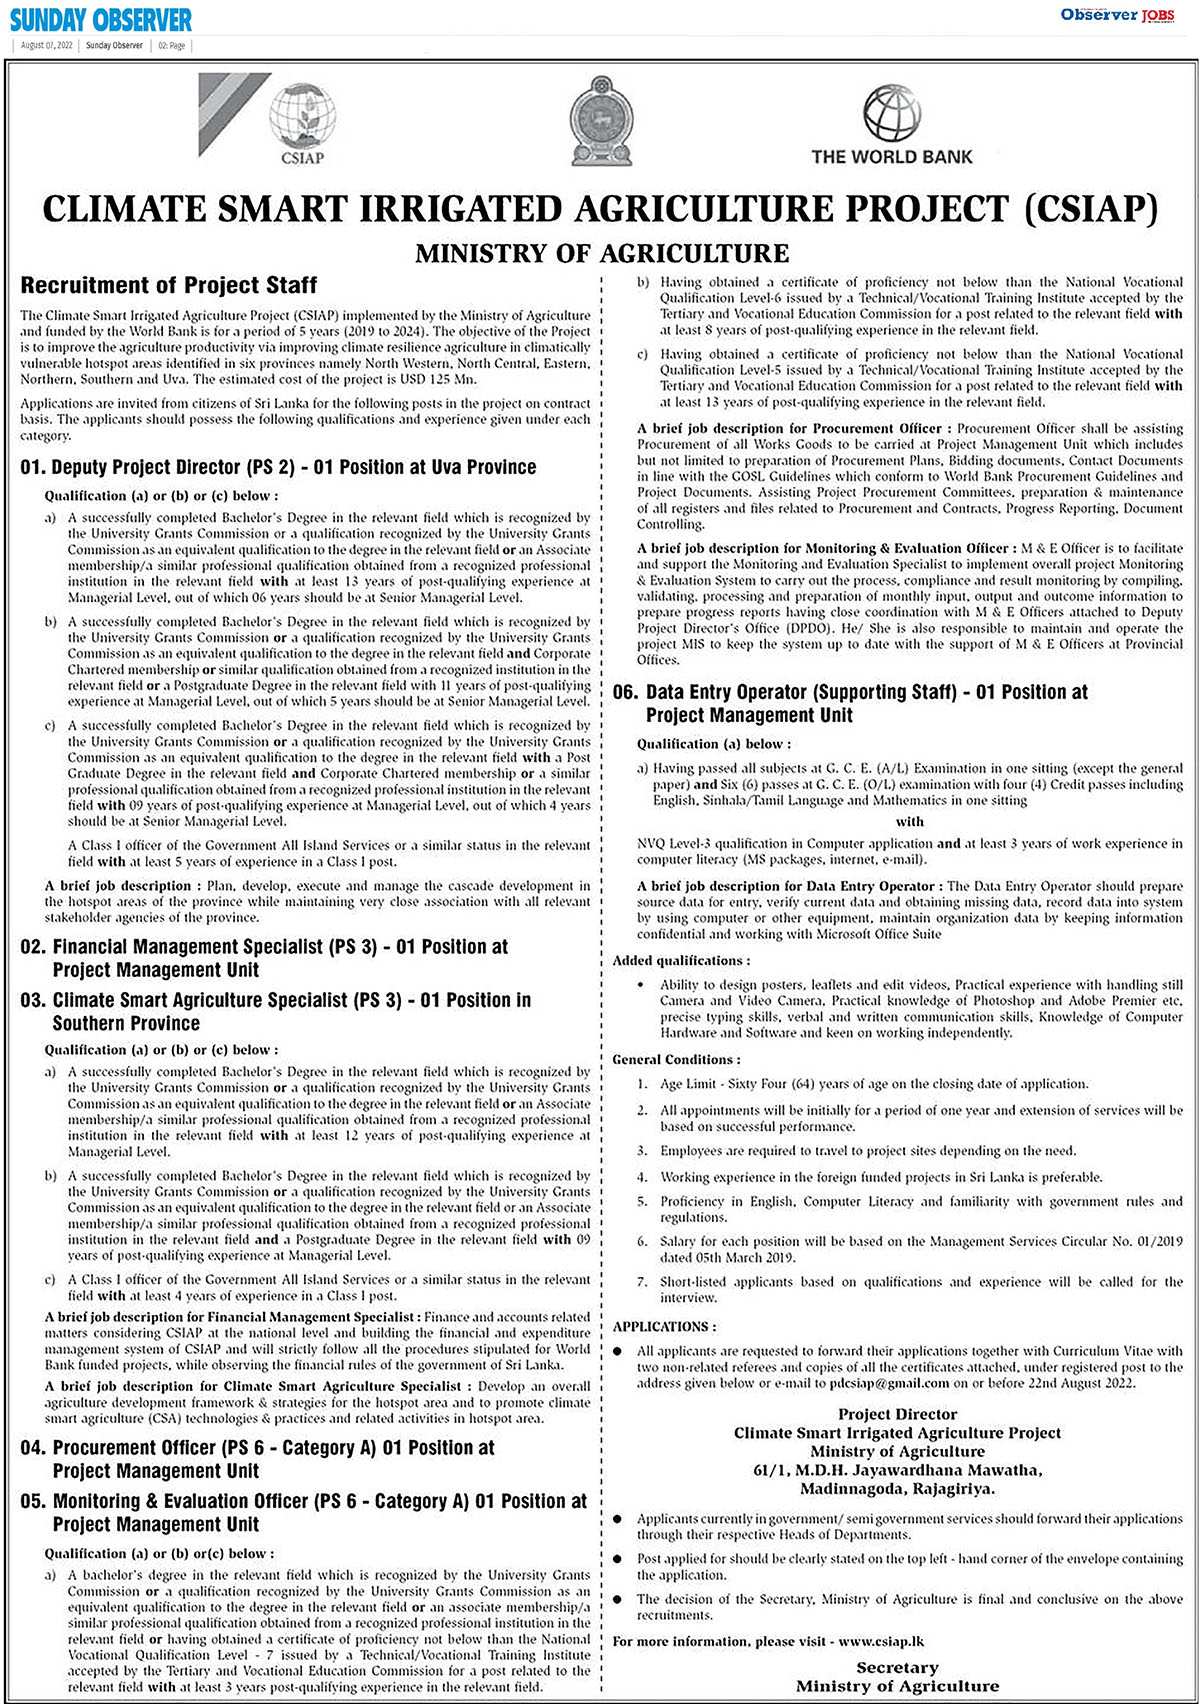 SUNDAY OBSERVER
Observer JOBS
August 07, 2022 | Sunday Observer | 02: Page
CSIAP
THE WORLD BANK
CLIMATE SMART IRRIGATED AGRICULTURE PROJECT (CSIAP)
MINISTRY OF AGRICULTURE
Recruitment of Project Staff
The Climate Smart Irrigated Agriculture Project (CSIAP) implemented by the Ministry of Agriculture
and funded by the World Bank is for a period of 5 years (2019 to 2024). The objective of the Project
is to improve the agriculture productivity via improving climate resilience agriculture in climatically
vulnerable hotspot areas identified in six provinces namely North Western, North Central, Eastern,
Northern, Southern and Uva. The estimated cost of the project is USD 125 Mn.
Applications are invited from citizens of Sri Lanka for the following posts in the project on contract
basis. The applicants should possess the following qualifications and experience given under each
category.
01. Deputy Project Director (PS 2) - 01 Position at Uva Province
Qualification (a) or (b) or (c) below :
a) A successfully completed Bachelor's Degree in the relevant field which is recognized by
the University Grants Commission or a qualification recognized by the University Grants
Commission as an equivalent qualification to the degree in the relevant field or an Associate
membership/a similar professional qualification obtained from a recognized professional
institution in the relevant field with at least 13 years of post-qualifying experience at
Managerial Level, out of which 06 years should be at Senior Managerial Level.
b) A successfully completed Bachelor's Degree in the relevant field which is recognized by
the University Grants Commission or a qualification recognized by the University Grants
Commission as an equivalent qualification to the degree in the relevant field and Corporate
Chartered membership or similar qualification obtained from a recognized institution in the
relevant field or a Postgraduate Degree in the relevant field with 11 years of post-qualifying
experience at Managerial Level, out of which 5 years should be at Senior Managerial Level.
c) A successfully completed Bachelor's Degree in the relevant field which is recognized by
the University Grants Commission or a qualification recognized by the University Grants
Commission as an equivalent qualification to the degree in the relevant field with a Post
Graduate Degree in the relevant field and Corporate Chartered membership or a similar
professional qualification obtained from a recognized professional institution in the relevant
field with 09 years of post-qualifying experience at Managerial Level, out of which 4 years
should be at Senior Managerial Level.
A Class I officer of the Government All Island Services or a similar status in the relevant
field with at least 5 years of experience in a Class I post.
A brief job description : Plan, develop, execute and manage the cascade development in
the hotspot areas of the province while maintaining very close association with all relevant
stakeholder agencies of the province.
02. Financial Management Specialist (PS 3) - 01 Position at
Project Management Unit
03. Climate Smart Agriculture Specialist (PS 3) - 01 Position in
Southern Province
Qualification (a) or (b) or (c) below :
a) A successfully completed Bachelor's Degree in the relevant field which is recognized by
the University Grants Commission or a qualification recognized by the University Grants
Commission as an equivalent qualification to the degree in the relevant field or an Associate
membership/a similar professional qualification obtained from a recognized professional
institution in the relevant field with at least 12 years of post-qualifying experience at
Managerial Level.
b) A successfully completed Bachelor's Degree in the relevant field which is recognized by
the University Grants Commission or a qualification recognized by the University Grants
Commission as an equivalent qualification to the degree in the relevant field or an Associate
membership/a similar professional qualification obtained from a recognized professional
institution in the relevant field and a Postgraduate Degree in the relevant field with 09
years of post-qualifying experience at Managerial Level.
c) A Class I officer of the Government All Island Services or a similar status in the relevant
field with at least 4 years of experience in a Class I post.
A brief job description for Financial Management Specialist : Finance and accounts related
matters considering CSIAP at the national level and building the financial and expenditure
management system of CSIAP and will strictly follow all the procedures stipulated for World
Bank funded projects, while observing the financial rules of the government of Sri Lanka.
A brief job description for Climate Smart Agriculture Specialist : Develop an overall
agriculture development framework & strategies for the hotspot area and to promote climate
smart agriculture (CSA) technologies & practices and related activities in hotspot area.
04. Procurement Officer (PS 6 - Category A) 01 Position at
Project Management Unit
05. Monitoring & Evaluation Officer (PS 6 - Category A) 01 Position at
Project Management Unit
Qualification (a) or (b) or(c) below :
a) A bachelor's degree in the relevant field which is recognized by the University Grants
Commission or a qualification recognized by the University Grants Commission as an
equivalent qualification to the degree in the relevant field or an associate membership/a
similar professional qualification obtained from a recognized professional institution in the
relevant field or having obtained a certificate of proficiency not below than the National
Vocational Qualification Level - 7 issued by a Technical/Vocational Training Institute
accepted by the Tertiary and Vocational Education Commission for a post related to the
relevant field with at least 3 years post-qualifying experience in the relevant field.
b) Having obtained a certificate of proficiency not below than the National Vocational
Qualification Level-6 issued by a Technical/Vocational Training Institute accepted by the
Tertiary and Vocational Education Commission for a post related to the relevant field with
at least 8 years of post-qualifying experience in the relevant field.
c) Having obtained a certificate of proficiency not below than the National Vocational
Qualification Level-5 issued by a Technical/Vocational Training Institute accepted by the
Tertiary and Vocational Education Commission for a post related to the relevant field with
at least 13 years of post-qualifying experience in the relevant field.
A brief job description for Procurement Officer : Procurement Officer shall be assisting
Procurement of all Works Goods to be carried at Project Management Unit which includes
but not limited to preparation of Procurement Plans, Bidding documents, Contact Documents
in line with the GOSL Guidelines which conform to World Bank Procurement Guidelines and
Project Documents. Assisting Project Procurement Committees, preparation & maintenance
of all registers and files related to Procurement and Contracts, Progress Reporting, Document
Controlling.
A brief job description for Monitoring & Evaluation Officer : M & E Officer is to facilitate
and support the Monitoring and Evaluation Specialist to implement overall project Monitoring
& Evaluation System to carry out the process, compliance and result monitoring by compiling,
validating, processing and preparation of monthly input, output and outcome information to
prepare progress reports having close coordination with M & E Officers attached to Deputy
Project Director's Office (DPDO). He/ She is also responsible to maintain and operate the
project MIS to keep the system up to date with the support of M & E Officers at Provincial
Offices.
06. Data Entry Operator (Supporting Staff) - 01 Position at
Project Management Unit
Qualification (a) below :
a) Having passed all subjects at G. C. E. (A/L) Examination in one sitting (except the general
paper) and Six (6) passes at G. C. E. (O/L) examination with four (4) Credit passes including
English, Sinhala/Tamil Language and Mathematics in one sitting
with
NVQ Level-3 qualification in Computer application and at least 3 years of work experience in
computer literacy (MS packages, internet, e-mail).
A brief job description for Data Entry Operator : The Data Entry Operator should prepare
source data for entry, verify current data and obtaining missing data, record data into system
by using computer or other equipment, maintain organization data by keeping information
confidential and working with Microsoft Office Suite
Added qualifications :
• Ability to design posters, leaflets and edit videos, Practical experience with handling still
Camera and Video Camera, Practical knowledge of Photoshop and Adobe Premier etc,
precise typing skills, verbal and written communication skills, Knowledge of Computer
Hardware and Software and keen on working independently.
General Conditions :
1. Age Limit - Sixty Four (64) years of age on the closing date of application.
2. All appointments will be initially for a period of one year and extension of services will be
based on successful performance.
3. Employees are required to travel to project sites depending on the need.
4. Working experience in the foreign funded projects in Sri Lanka is preferable.
5. Proficiency in English, Computer Literacy and familiarity with government rules and
regulations.
6. Salary for each position will be based on the Management Services Circular No. 01/2019
dated 05th March 2019.
7. Short-listed applicants based on qualifications and experience will be called for the
interview.
APPLICATIONS :
● All applicants are requested to forward their applications together with Curriculum Vitae with
two non-related referees and copies of all the certificates attached, under registered post to the
address given below or e-mail to pdcsiap@gmail.com on or before 22nd August 2022.
Project Director
Climate Smart Irrigated Agriculture Project
Ministry of Agriculture
61/1, M.D.H. Jayawardhana Mawatha,
Madinnagoda, Rajagiriya.
● Applicants currently in government/ semi government services should forward their applications
through their respective Heads of Departments.
● Post applied for should be clearly stated on the top left - hand corner of the envelope containing
the application.
● The decision of the Secretary, Ministry of Agriculture is final and conclusive on the above
recruitments.
For more information, please visit - www.csiap.lk
Secretary
Ministry of Agriculture